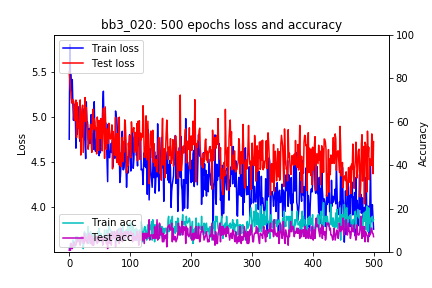 bb3_020: 500 epochs loss and accuracy
Train loss
Test loss
Train acc
Test acc
Loss
5.5
5.0
4.5
4.0
Accuracy
100
80
60
40
20
0
0
100
200
300
400
500